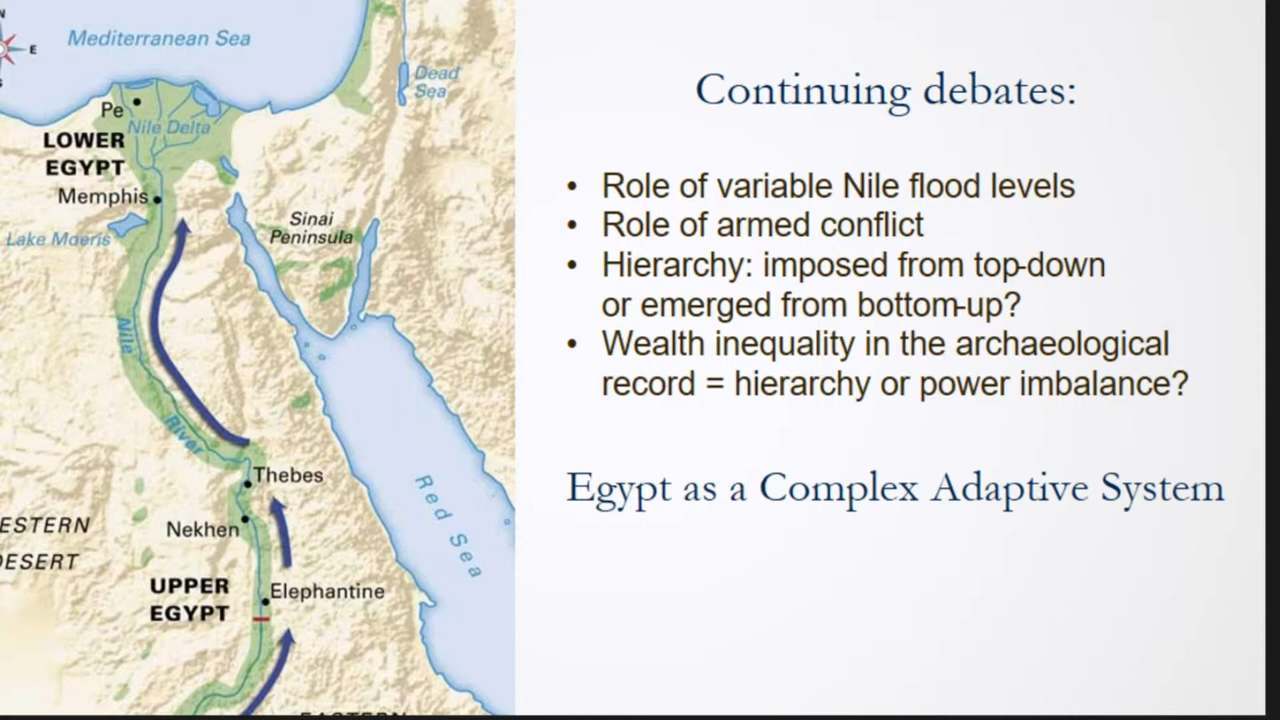 N
E
S
Mediterranean Sea
Dead
Sea
Pe
Nile Delta
LOWER
EGYPT
Memphis
Lake Moeris
Sinai
Peninsula
Nile
River
Thebes
ESTERN
DESERT
Nekhen
UPPER
EGYPT
Elephantine
Red Sea
EASTERN
Continuing debates:
• Role of variable Nile flood levels
• Role of armed conflict
• Hierarchy: imposed from top-down
or emerged from bottom-up?
• Wealth inequality in the archaeological
record = hierarchy or power imbalance?
Egypt as a Complex Adaptive System